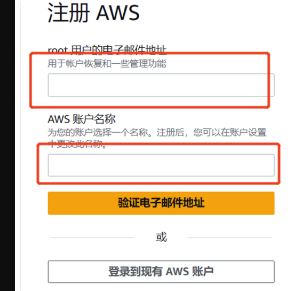 注册 AWS
root 用户的电子邮件地址
用于帐户恢复和一些管理功能
AWS 账户名称
为您的账户选择一个名称。注册后，您可以在账户设置
中更改此名称。
验证电子邮件地址
或
登录到现有 AWS 账户